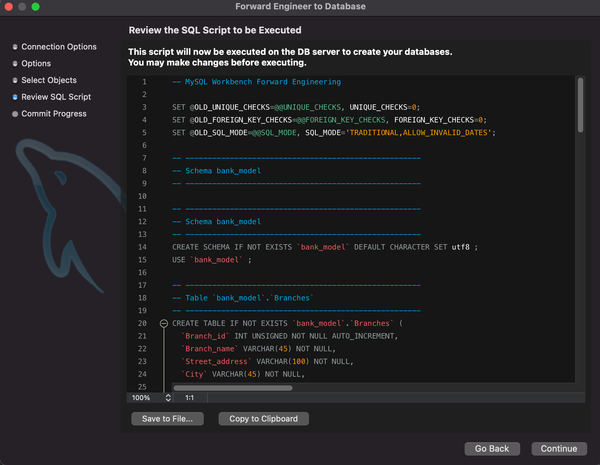 Forward Engineer to Database
Review the SQL Script to be Executed
Connection Options
Options
Select Objects
Review SQL Script
Commit Progress
This script will now be executed on the DB server to create your databases.
You may make changes before executing.
1 -- MySQL Workbench Forward Engineering
2
3 SET @OLD_UNIQUE_CHECKS=@@UNIQUE_CHECKS, UNIQUE_CHECKS=0;
4 SET @OLD_FOREIGN_KEY_CHECKS=@@FOREIGN_KEY_CHECKS, FOREIGN_KEY_CHECKS=0;
5 SET @OLD_SQL_MODE=@@SQL_MODE, SQL_MODE='TRADITIONAL,ALLOW_INVALID_DATES';
6
7 -- -----------------------------------------------------
8 -- Schema bank_model
9 -- -----------------------------------------------------
10
11 -- -----------------------------------------------------
12 -- Schema bank_model
13 -- -----------------------------------------------------
14 CREATE SCHEMA IF NOT EXISTS `bank_model` DEFAULT CHARACTER SET utf8 ;
15 USE `bank_model` ;
16
17 -- -----------------------------------------------------
18 -- Table `bank_model`.`Branches`
19 -- -----------------------------------------------------
20 CREATE TABLE IF NOT EXISTS `bank_model`.`Branches` (
21 `Branch_id` INT UNSIGNED NOT NULL AUTO_INCREMENT,
22 `Branch_name` VARCHAR(45) NOT NULL,
23 `Street_address` VARCHAR(100) NOT NULL,
24 `City` VARCHAR(45) NOT NULL,
25
100% 1:1
Save to File... Copy to Clipboard
Go Back Continue